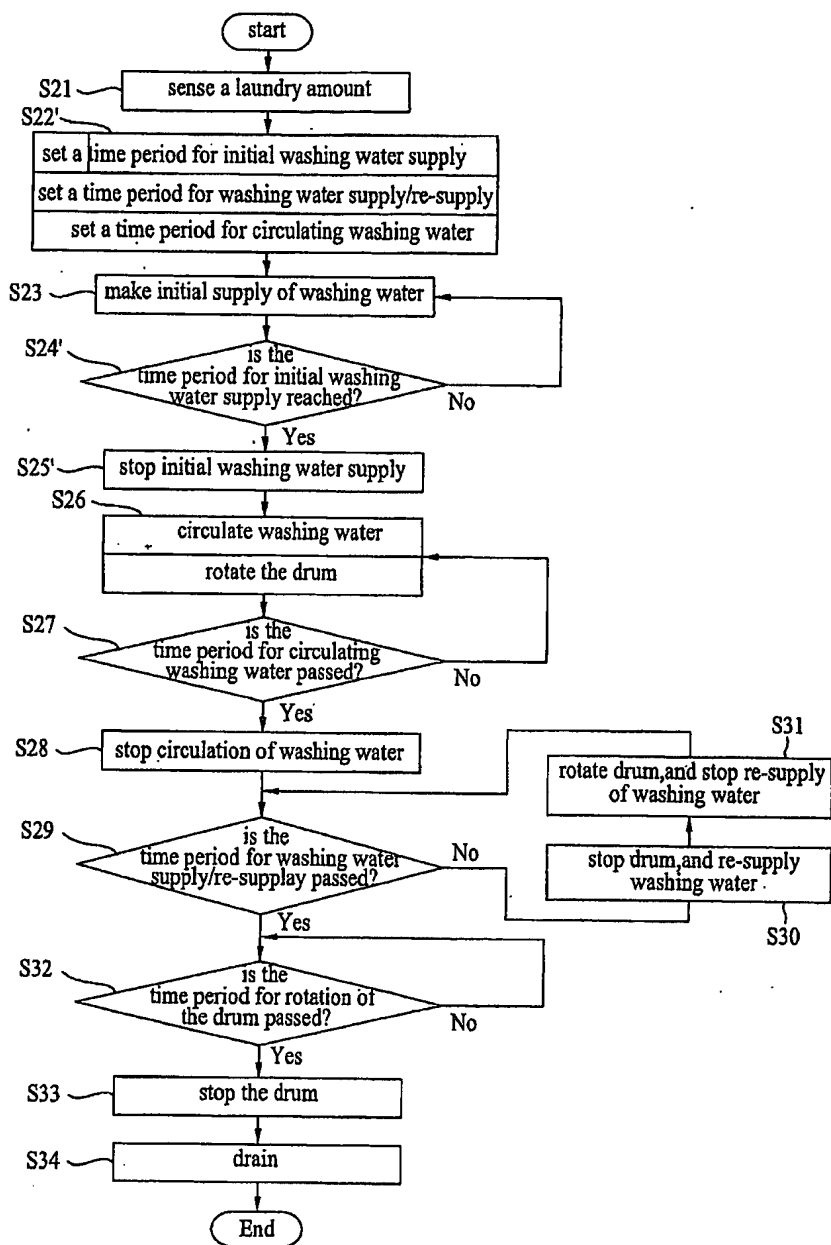 start
S21
sense a laundry amount
S22'
set a time period for initial washing water supply
set a time period for washing water supply/re-supply
set a time period for circulating washing water
S23
make initial supply of washing water
S24'
is the
time period for initial washing
water supply reached?
No
Yes
S25'
stop initial washing water supply
S26
circulate washing water
rotate the drum
S27
is the
time period for circulating
washing water passed?
No
Yes
S28
stop circulation of washing water
S31
rotate drum,and stop re-supply
of washing water
S29
is the
time period for washing water
supply/re-supplay passed?
No
Yes
stop drum,and re-supply
washing water
S30
S32
is the
time period for rotation of
the drum passed?
No
Yes
S33
stop the drum
S34
drain
End